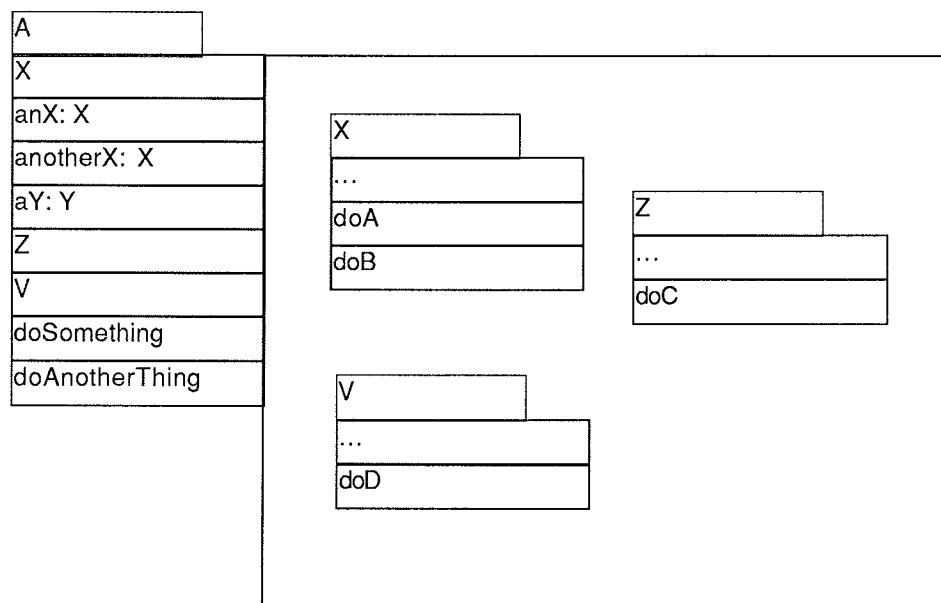 A
X
anX: X
anotherX: X
aY: Y
Z
V
doSomething
doAnotherThing
X
...
doA
doB
Z
...
doC
V
...
doD